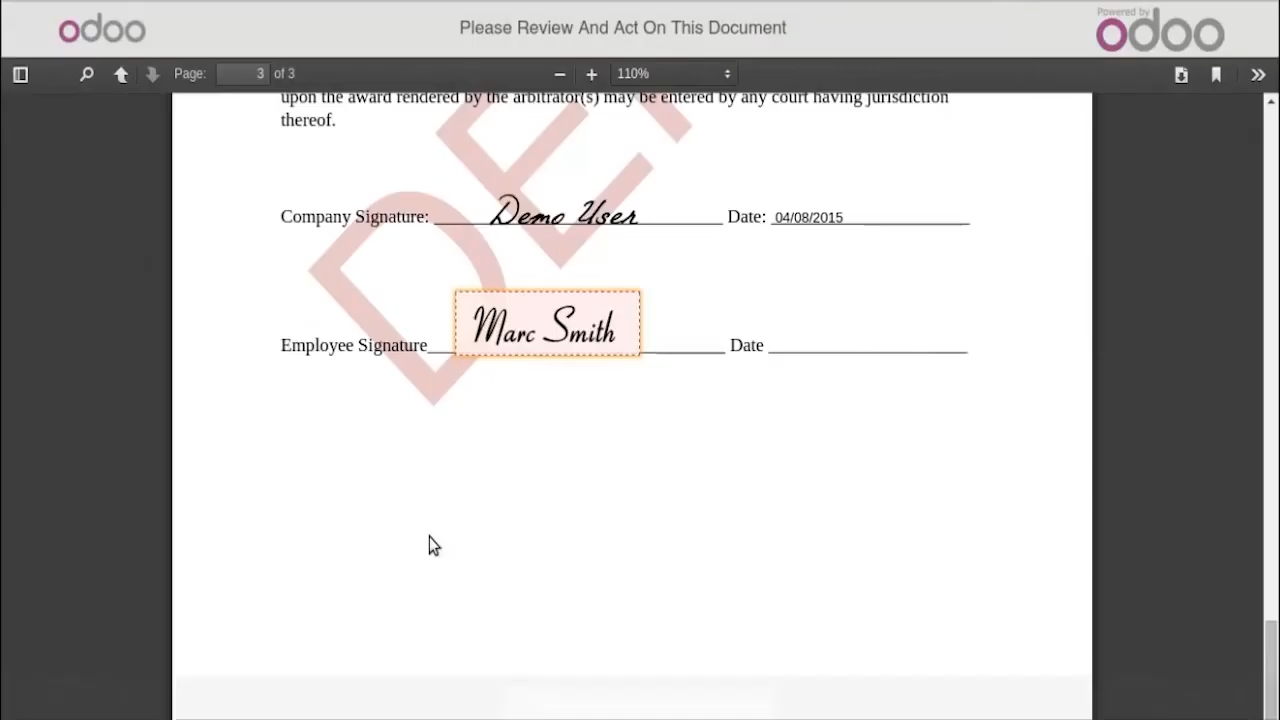 odoo
Please Review And Act On This Document
Powered by
odoo
Page: 3 of 3
110%
upon the award rendered by the arbitrator(s) may be entered by any court having jurisdiction
thereof.
Company Signature: Demo User Date: 04/08/2015
Employee Signature Marc Smith Date